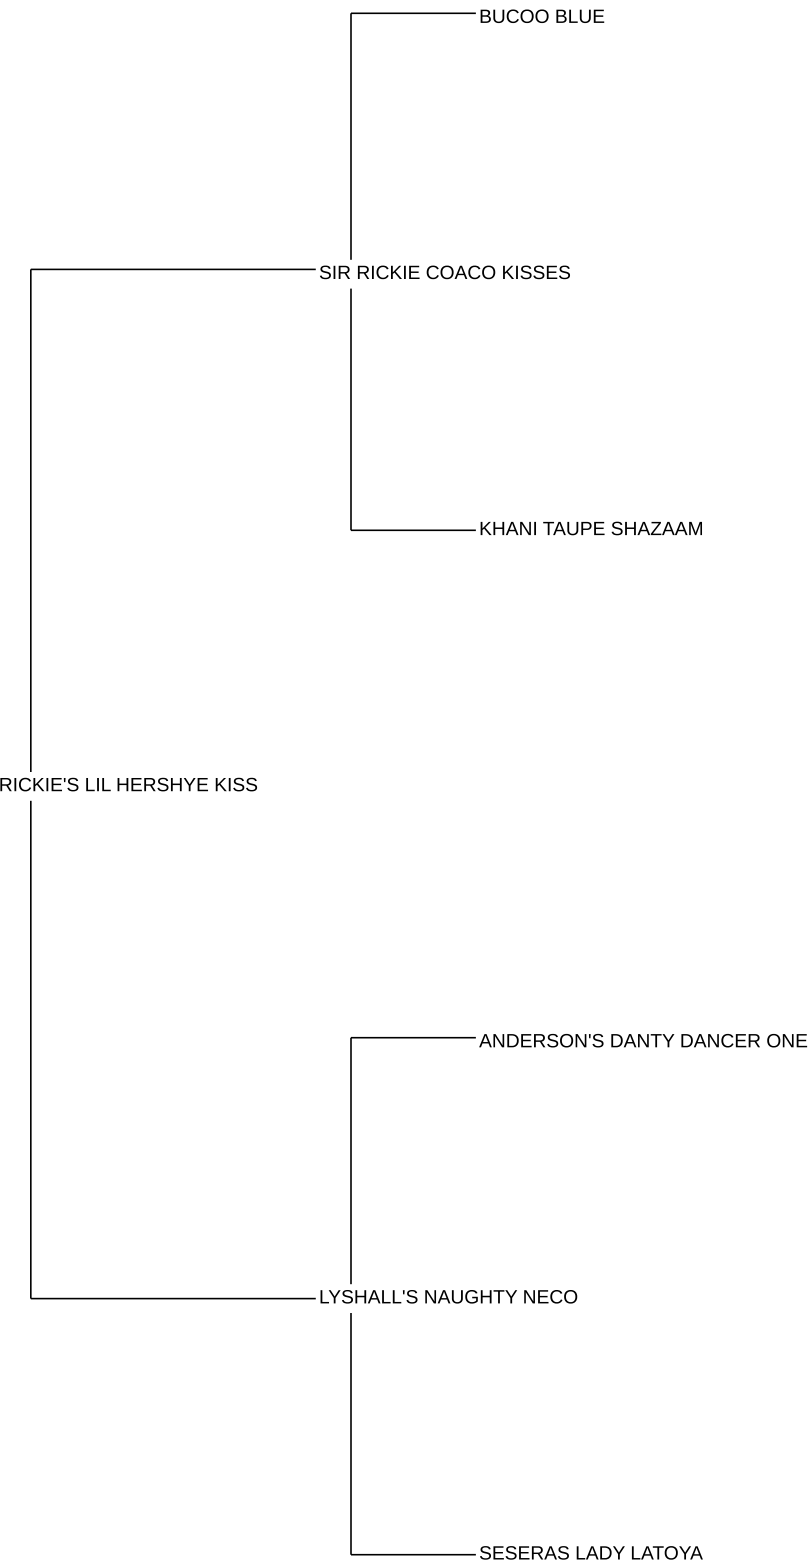 BUCOO BLUE
SIR RICKIE COACO KISSES
KHANI TAUPE SHAZAAM
RICKIE'S LIL HERSHYE KISS
ANDERSON'S DANTY DANCER ONE
LYSHALL'S NAUGHTY NECO
SESERAS LADY LATOYA